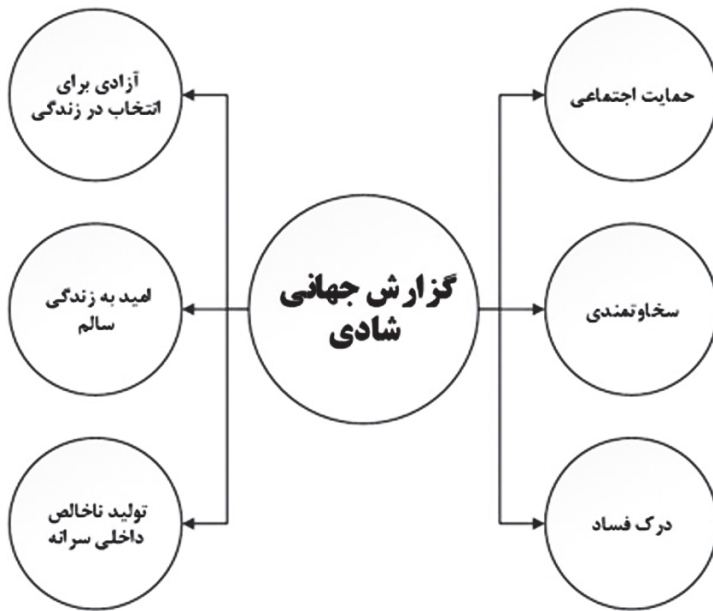 گزارش جهانی
شادی
حمایت اجتماعی
سخاوتمندی
درک فساد
آزادی برای
انتخاب در زندگی
امید به زندگی
سالم
تولید ناخالص
داخلی سرانه